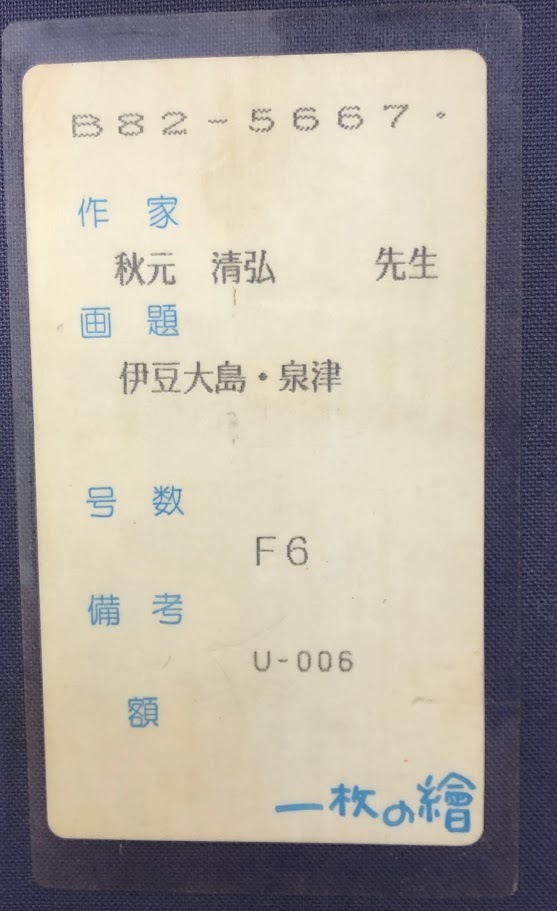 B82-5667
作家
秋元 清弘 先生
画題
伊豆大島・泉津
号数
F6
備考
U-006
額
一枚の繪